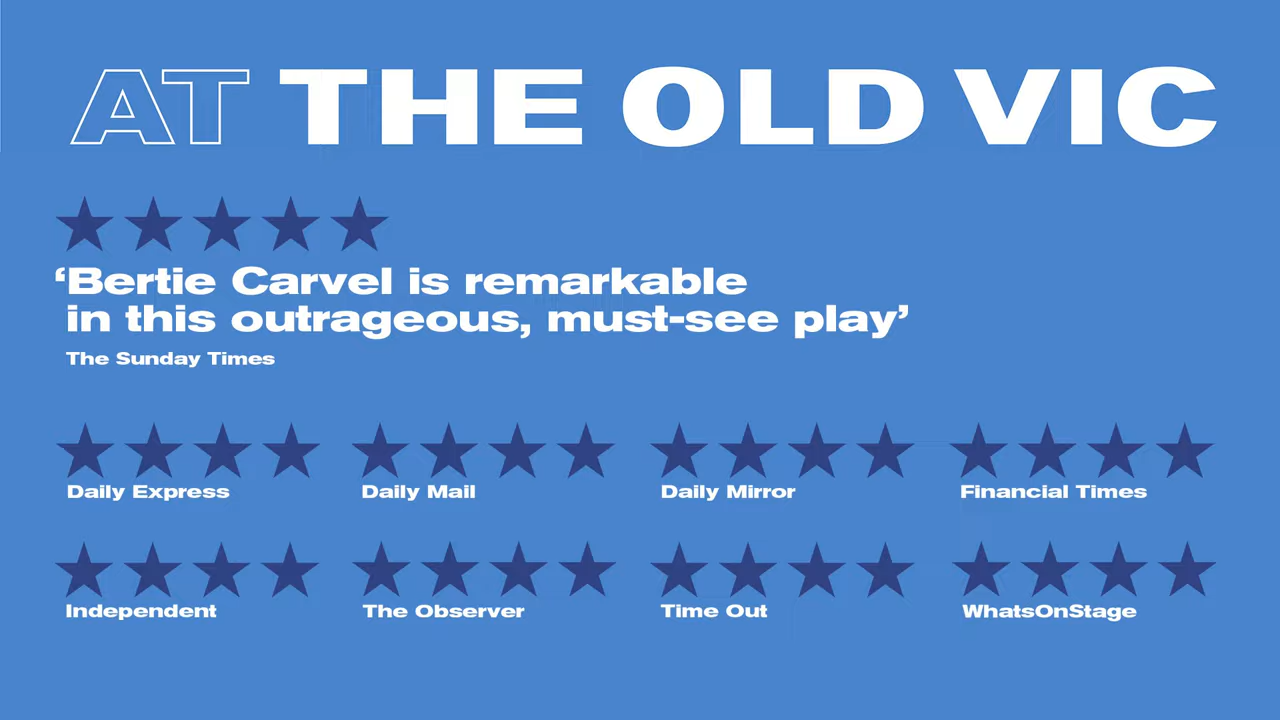 AT THE OLD VIC
‘Bertie Carvel is remarkable
in this outrageous, must-see play’
The Sunday Times
Daily Express
Daily Mail
Daily Mirror
Financial Times
Independent
The Observer
Time Out
WhatsOnStage